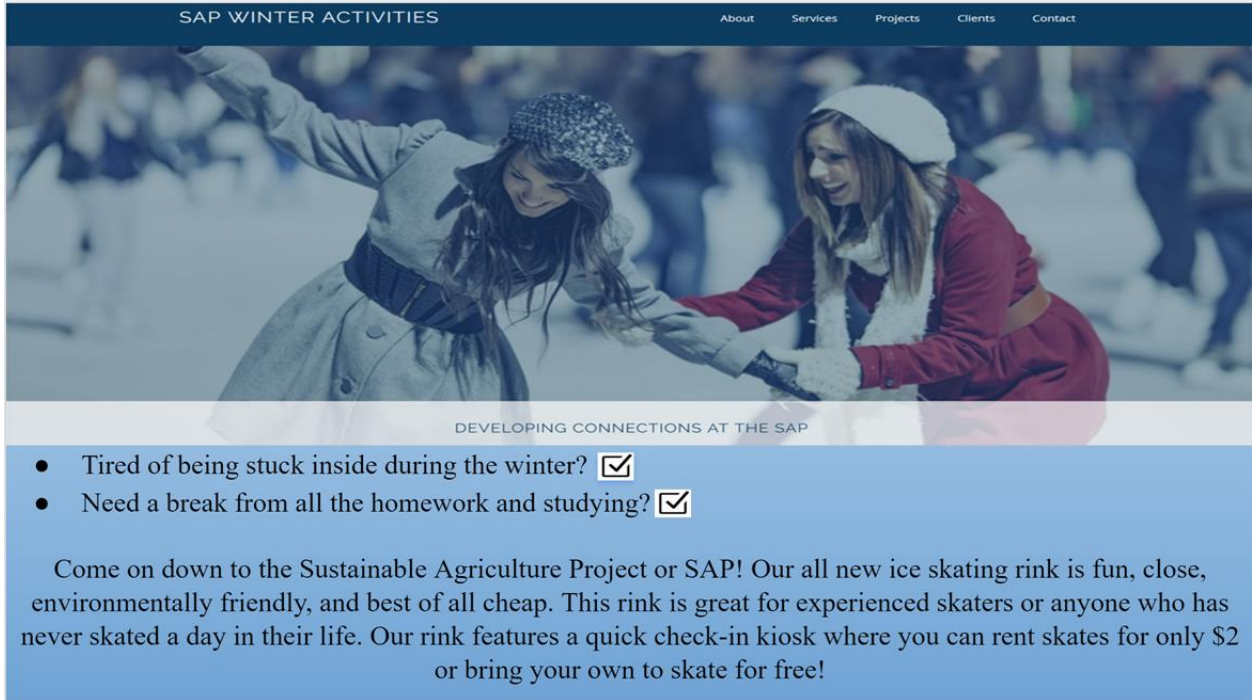 SAP WINTER ACTIVITIES
About Services Projects Clients Contact
DEVELOPING CONNECTIONS AT THE SAP
● Tired of being stuck inside during the winter? ☑
● Need a break from all the homework and studying? ☑
Come on down to the Sustainable Agriculture Project or SAP! Our all new ice skating rink is fun, close,
environmentally friendly, and best of all cheap. This rink is great for experienced skaters or anyone who has
never skated a day in their life. Our rink features a quick check-in kiosk where you can rent skates for only $2
or bring your own to skate for free!